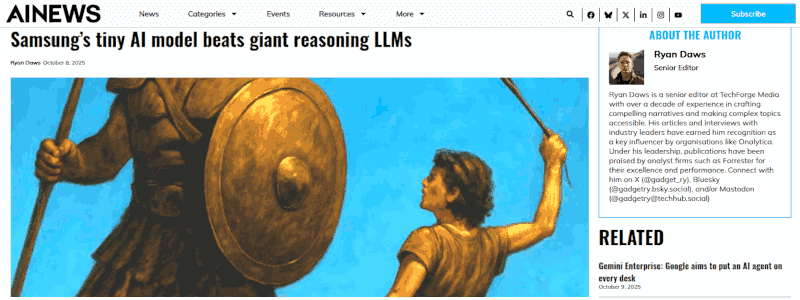 AINEWS
News
Categories
Events
Resources
More
Subscribe
Samsung's tiny AI model beats giant reasoning LLMs
Ryan Daws October 8, 2025
ABOUT THE AUTHOR
Ryan Daws
Senior Editor
Ryan Daws is a senior editor at TechForge Media
with over a decade of experience in crafting
compelling narratives and making complex topics
accessible. His articles and interviews with
industry leaders have earned him recognition as
a key influencer by organisations like Onalytica.
Under his leadership, publications have been
praised by analyst firms such as Forrester for
their excellence and performance. Connect with
him on X (@gadget_ry), Bluesky
(@gadgetry.bsky.social), and/or Mastodon
(@gadgetry@techhub.social)
RELATED
Gemini Enterprise: Google aims to put an AI agent on
every desk
October 9, 2025